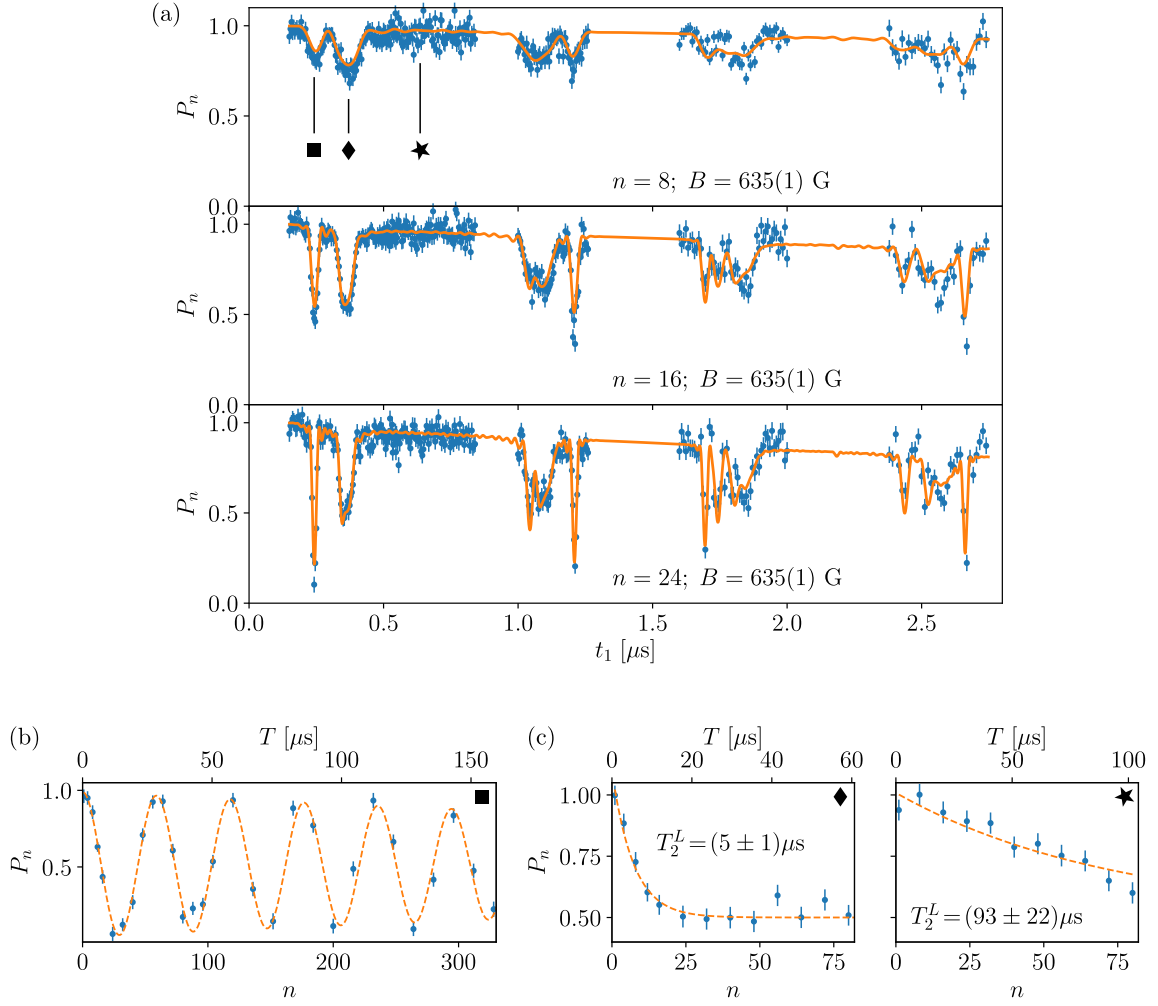 (a)
1.0
0.5
0.0
P_n
n = 8; B = 635(1) G
1.0
0.5
0.0
P_n
n = 16; B = 635(1) G
1.0
0.5
0.0
P_n
n = 24; B = 635(1) G
0.0 0.5 1.0 1.5 2.0 2.5
t_1 [μs]
(b)
T [μs]
0 50 100 150
1.0
0.5
P_n
0 100 200 300
n
(c)
T [μs]
0 20 40 60
1.00
0.75
0.50
P_n
T_2^L = (5 ± 1)μs
0 25 50 75
n
T [μs]
0 50 100
T_2^L = (93 ± 22)μs
0 25 50 75
n